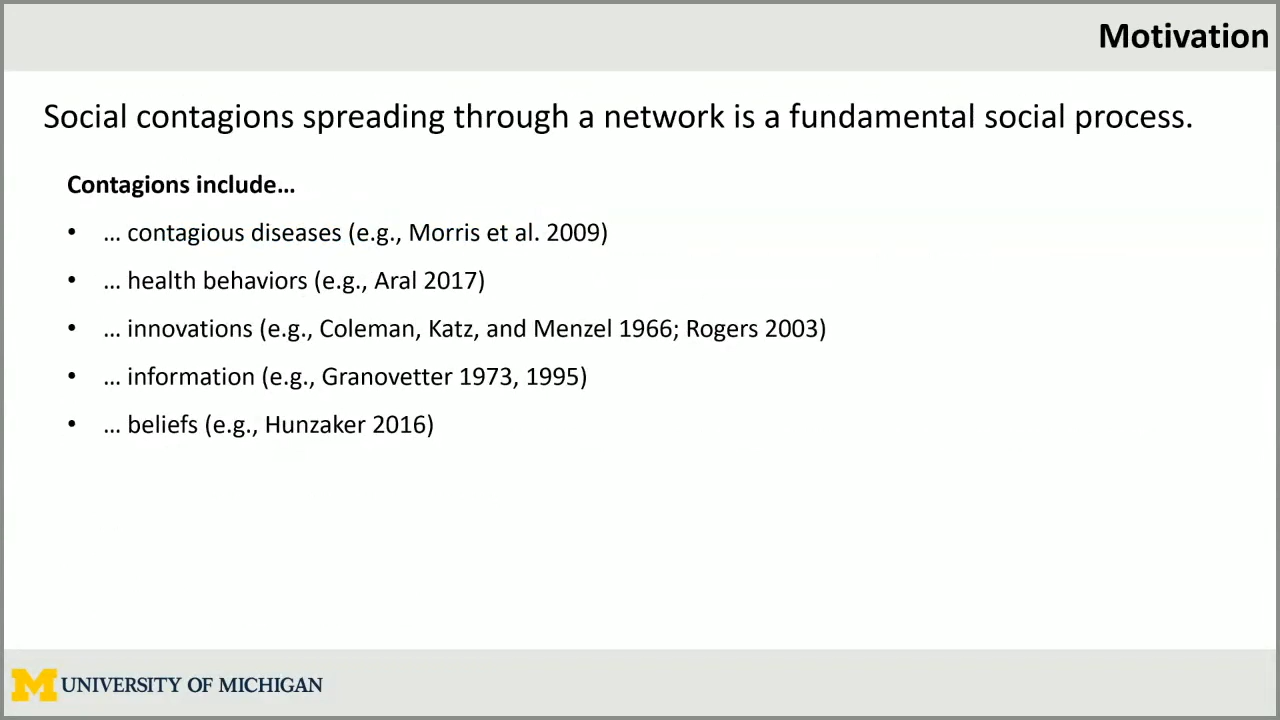 Motivation
Social contagions spreading through a network is a fundamental social process.
Contagions include…
• … contagious diseases (e.g., Morris et al. 2009)
• … health behaviors (e.g., Aral 2017)
• … innovations (e.g., Coleman, Katz, and Menzel 1966; Rogers 2003)
• … information (e.g., Granovetter 1973, 1995)
• … beliefs (e.g., Hunzaker 2016)
M UNIVERSITY OF MICHIGAN